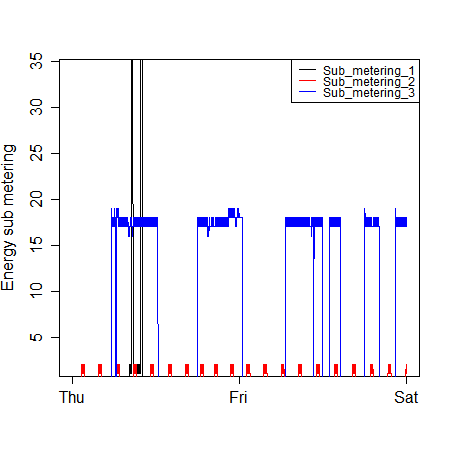 Sub_metering_1
Sub_metering_2
Sub_metering_3
Energy sub metering
35
30
25
20
15
10
5
Thu Fri Sat